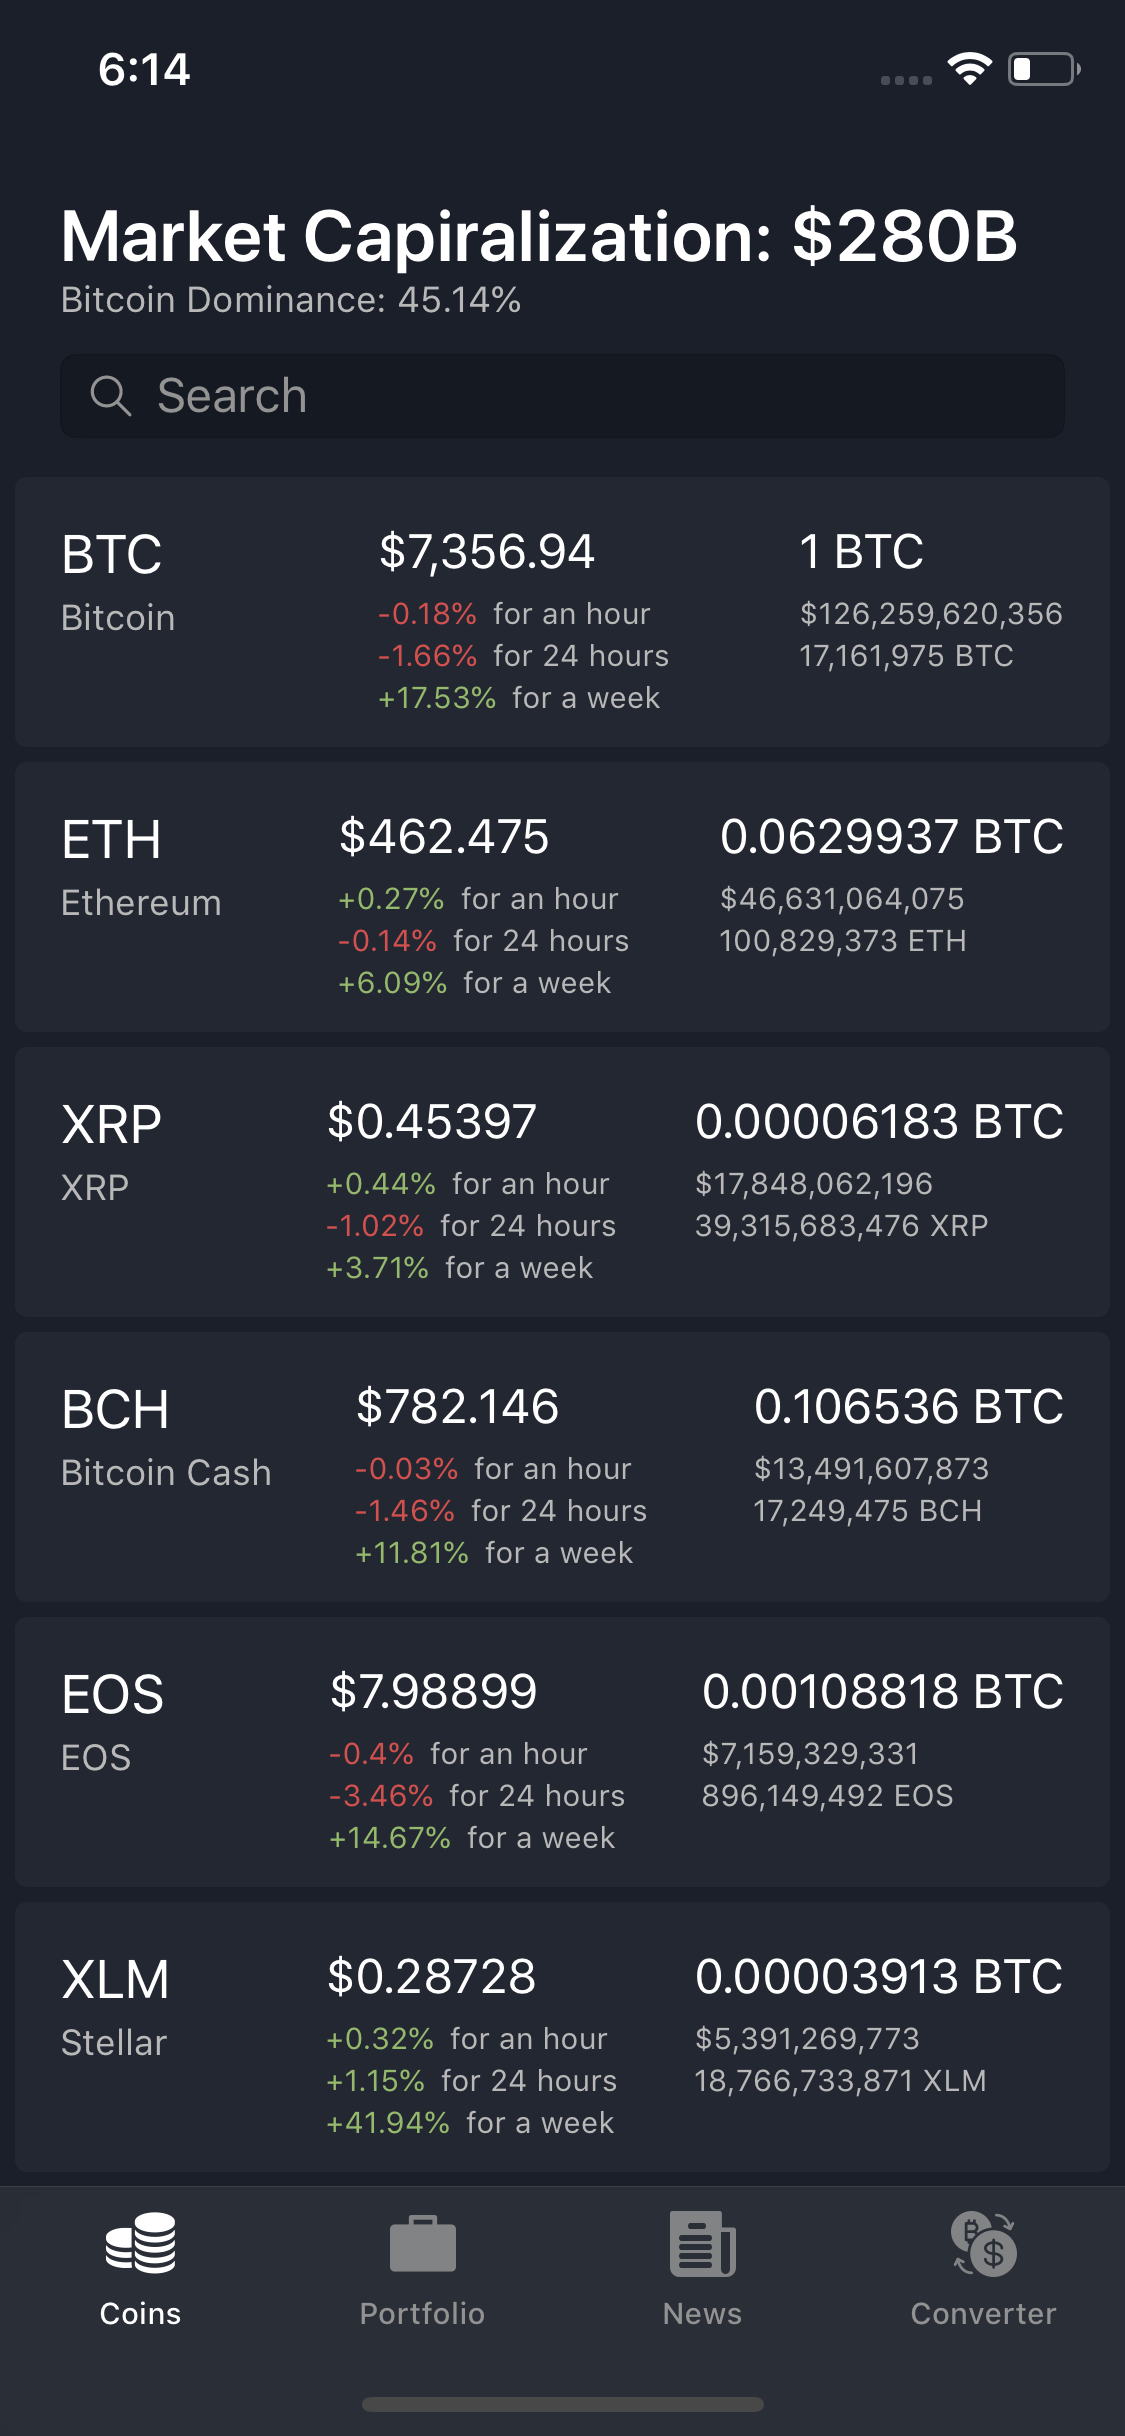 6:14
Market Capiralization: $280B
Bitcoin Dominance: 45.14%
Search
BTC $7,356.94 1 BTC
Bitcoin -0.18% for an hour $126,259,620,356
-1.66% for 24 hours 17,161,975 BTC
+17.53% for a week
ETH $462.475 0.0629937 BTC
Ethereum +0.27% for an hour $46,631,064,075
-0.14% for 24 hours 100,829,373 ETH
+6.09% for a week
XRP $0.45397 0.00006183 BTC
XRP +0.44% for an hour $17,848,062,196
-1.02% for 24 hours 39,315,683,476 XRP
+3.71% for a week
BCH $782.146 0.106536 BTC
Bitcoin Cash -0.03% for an hour $13,491,607,873
-1.46% for 24 hours 17,249,475 BCH
+11.81% for a week
EOS $7.98899 0.00108818 BTC
EOS -0.4% for an hour $7,159,329,331
-3.46% for 24 hours 896,149,492 EOS
+14.67% for a week
XLM $0.28728 0.00003913 BTC
Stellar +0.32% for an hour $5,391,269,773
+1.15% for 24 hours 18,766,733,871 XLM
+41.94% for a week
Coins Portfolio News Converter